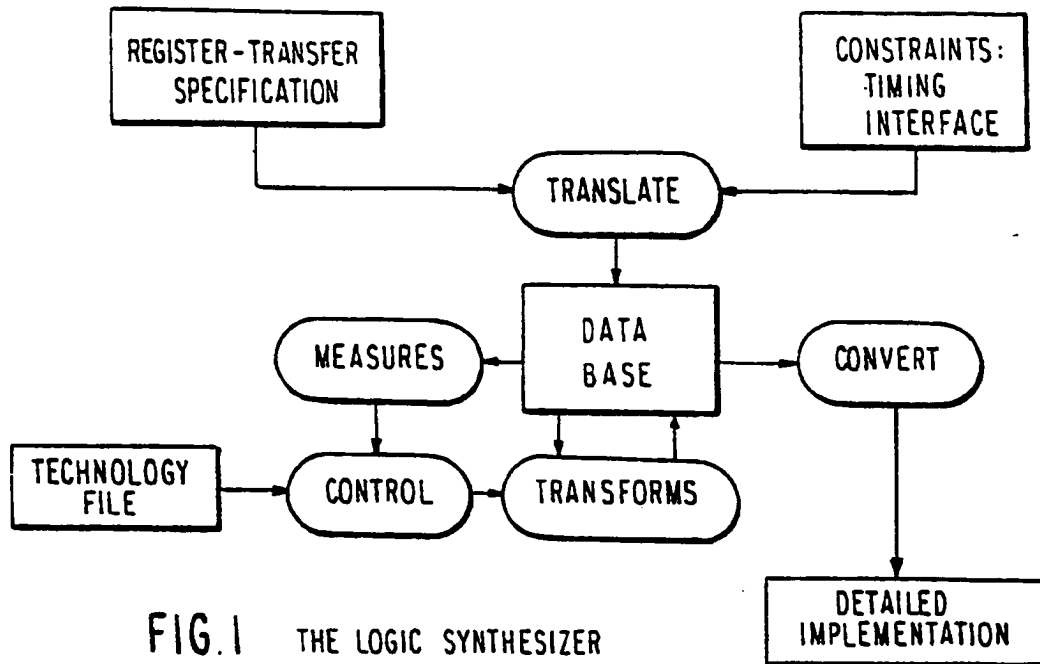 REGISTER-TRANSFER
SPECIFICATION
CONSTRAINTS:
TIMING
INTERFACE
TRANSLATE
DATA
BASE
MEASURES
CONVERT
TECHNOLOGY
FILE
CONTROL
TRANSFORMS
DETAILED
IMPLEMENTATION
FIG.1 THE LOGIC SYNTHESIZER